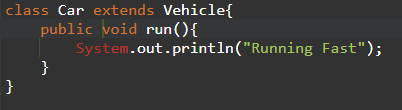 class Car extends Vehicle{
    public void run(){
        System.out.println("Running Fast");
    }
}